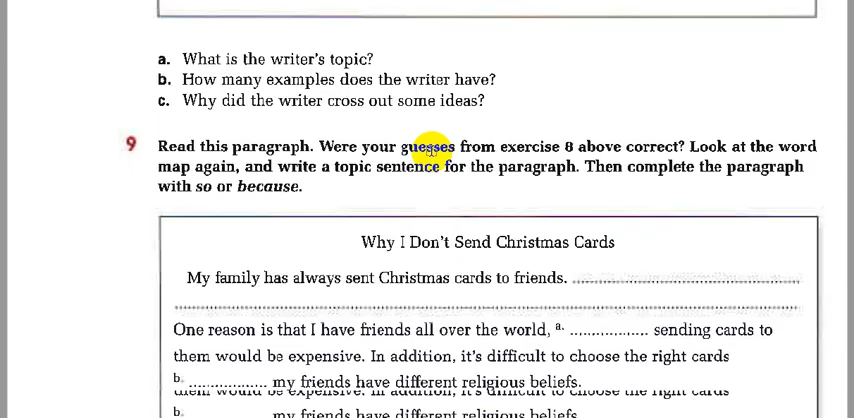 a. What is the writer's topic?
b. How many examples does the writer have?
c. Why did the writer cross out some ideas?
9 Read this paragraph. Were your guesses from exercise 8 above correct? Look at the word
map again, and write a topic sentence for the paragraph. Then complete the paragraph
with so or because.
Why I Don't Send Christmas Cards
My family has always sent Christmas cards to friends. ..........................................
..........................................................................................
One reason is that I have friends all over the world, a. .................. sending cards to
them would be expensive. In addition, it's difficult to choose the right cards
b. .................. my friends have different religious beliefs.
them would be expensive. In addition, it's difficult to choose the right cards
b. my friends have different religious beliefs